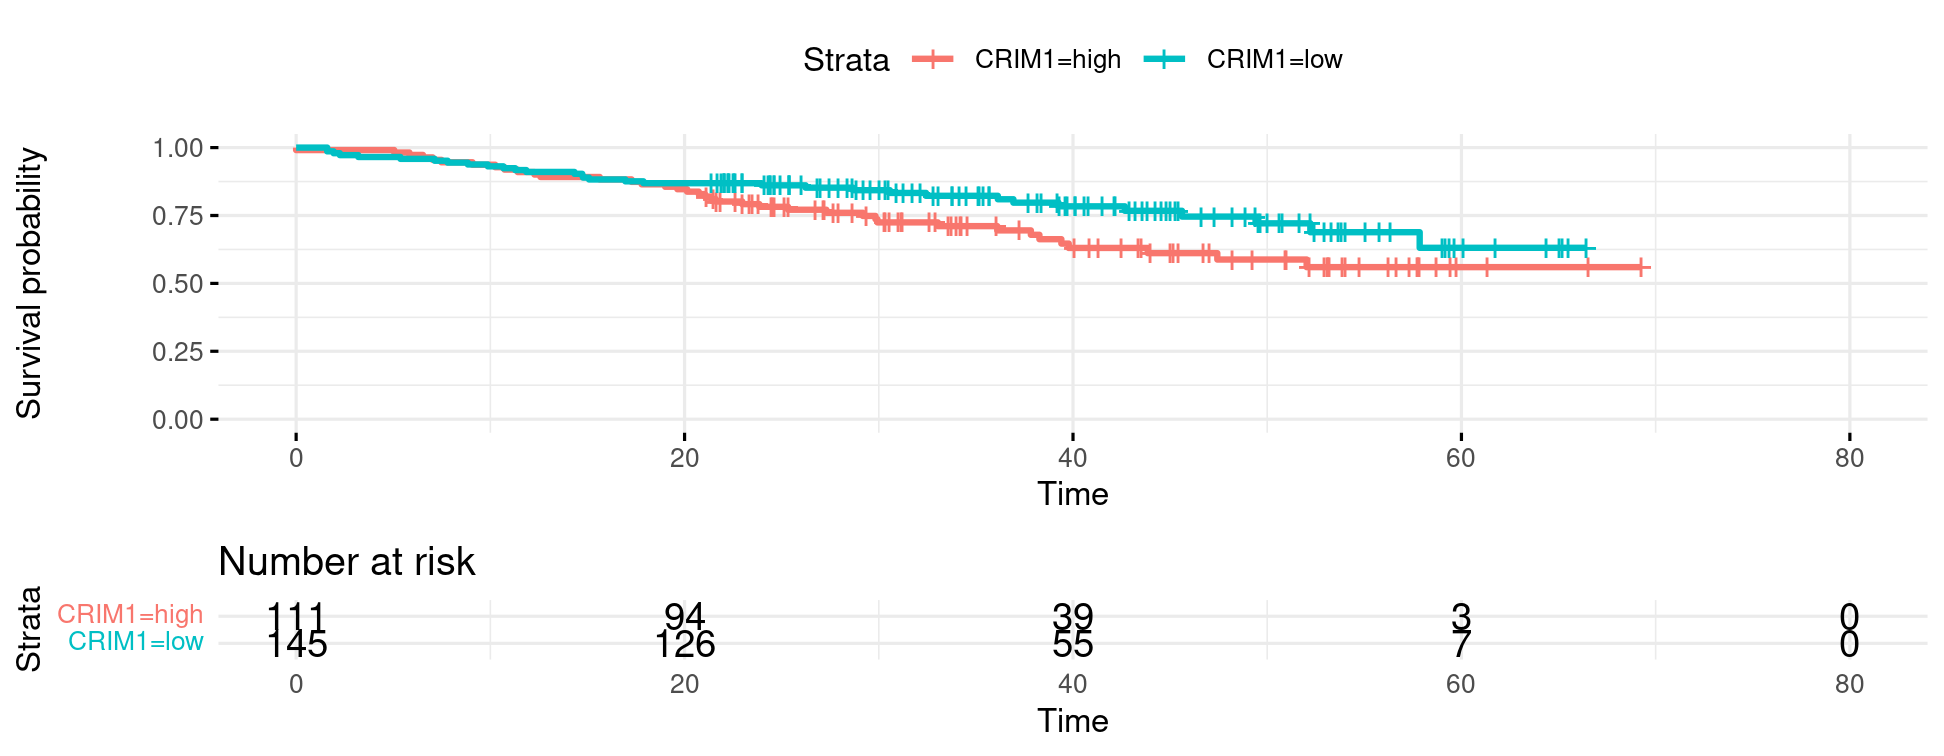 Strata CRIM1=high CRIM1=low
Survival probability
1.00
0.75
0.50
0.25
0.00
0 20 40 60 80
Time
Number at risk
Strata
CRIM1=high 111 94 39 3 0
CRIM1=low 145 126 55 7 0
0 20 40 60 80
Time